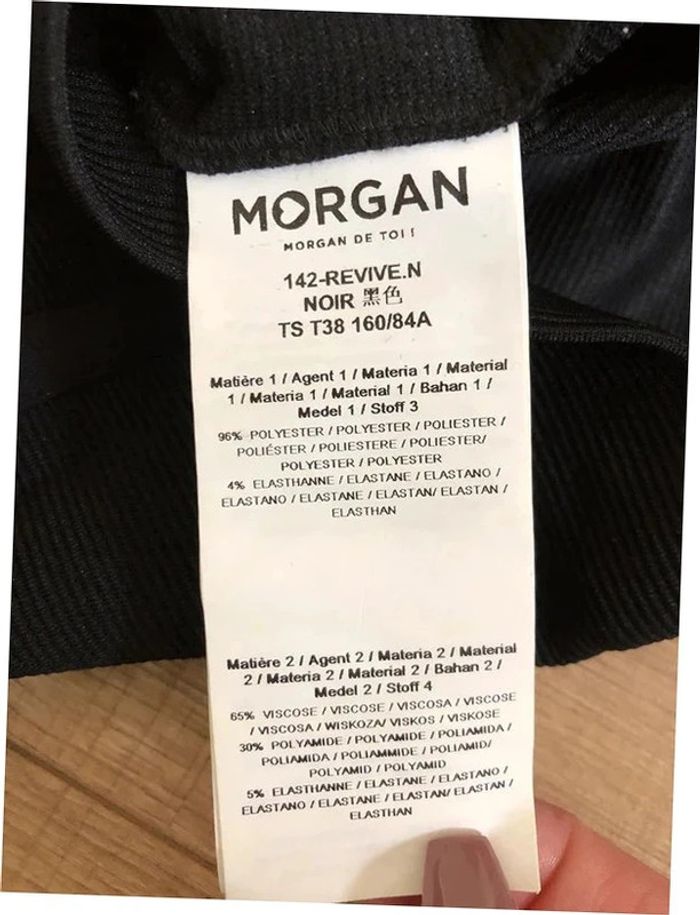 MORGAN
MORGAN DE TOI !
142-REVIVE.N
NOIR 黑色
TS T38 160/84A
Matière 1 / Agent 1 / Materia 1 / Material
1 / Materia 1 / Material 1 / Bahan 1 /
Medel 1 / Stoff 3
96% POLYESTER / POLYESTER / POLIESTER /
POLIÉSTER / POLIESTERE / POLIESTER/
POLYESTER / POLYESTER
4% ELASTHANNE / ELASTANE / ELASTANO /
ELASTANO / ELASTANE / ELASTAN/ ELASTAN /
ELASTHAN
Matière 2 / Agent 2 / Materia 2 / Material
2 / Materia 2 / Material 2 / Bahan 2 /
Medel 2 / Stoff 4
65% VISCOSE / VISCOSE / VISCOSA / VISCOSE
/ VISCOSA / WISKOZA/ VISKOS / VISKOSE
30% POLYAMIDE / POLYAMIDE / POLIAMIDA /
POLIAMIDA / POLIAMMIDE / POLIAMID/
POLYAMID / POLYAMID
5% ELASTHANNE / ELASTANE / ELASTANO /
ELASTANO / ELASTANE / ELASTAN/ ELASTAN /
ELASTHAN